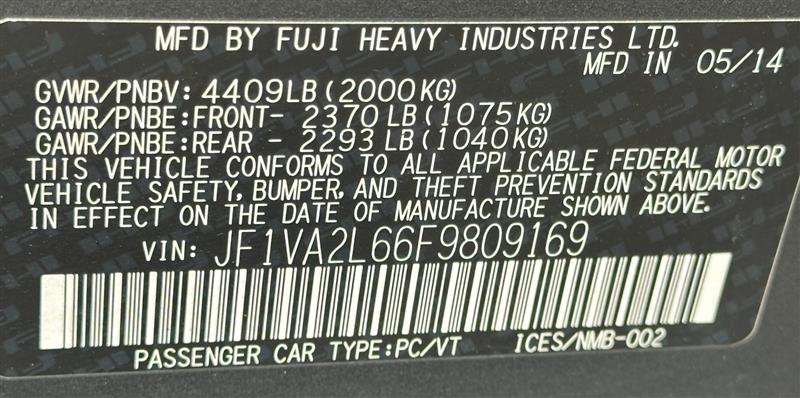 MFD BY FUJI HEAVY INDUSTRIES LTD.
MFD IN 05/14
GVWR/PNBV: 4409LB(2000KG)
GAWR/PNBE:FRONT- 2370LB(1075KG)
GAWR/PNBE:REAR - 2293LB(1040KG)
THIS VEHICLE CONFORMS TO ALL APPLICABLE FEDERAL MOTOR
VEHICLE SAFETY, BUMPER, AND THEFT PREVENTION STANDARDS
IN EFFECT ON THE DATE OF MANUFACTURE SHOWN ABOVE.
VIN: JF1VA2L66F9809169
PASSENGER CAR TYPE:PC/VT ICES/NMB-002